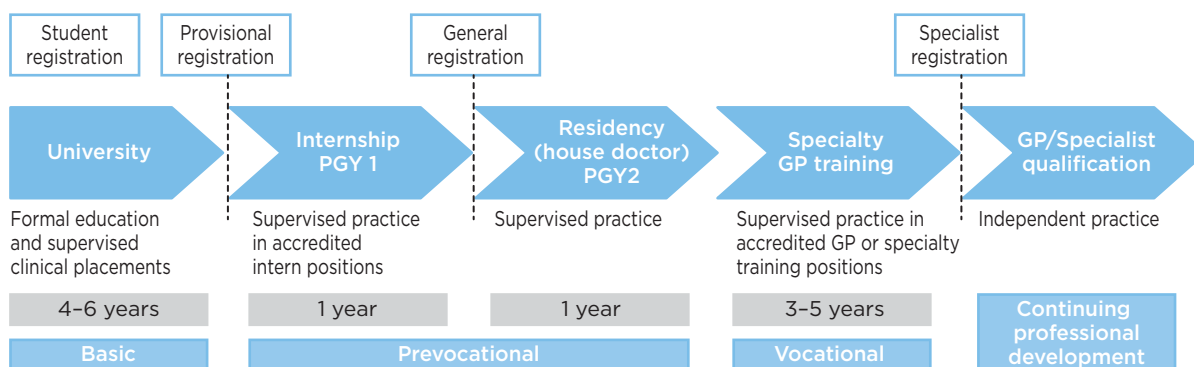 Student
registration
Provisional
registration
General
registration
Specialist
registration
University
Internship
PGY 1
Residency
(house doctor)
PGY2
Specialty
GP training
GP/Specialist
qualification
Formal education
and supervised
clinical placements
Supervised practice
in accredited
intern positions
Supervised practice
Supervised practice in
accredited GP or specialty
training positions
Independent practice
4–6 years
1 year
1 year
3–5 years
Basic
Prevocational
Vocational
Continuing
professional
development